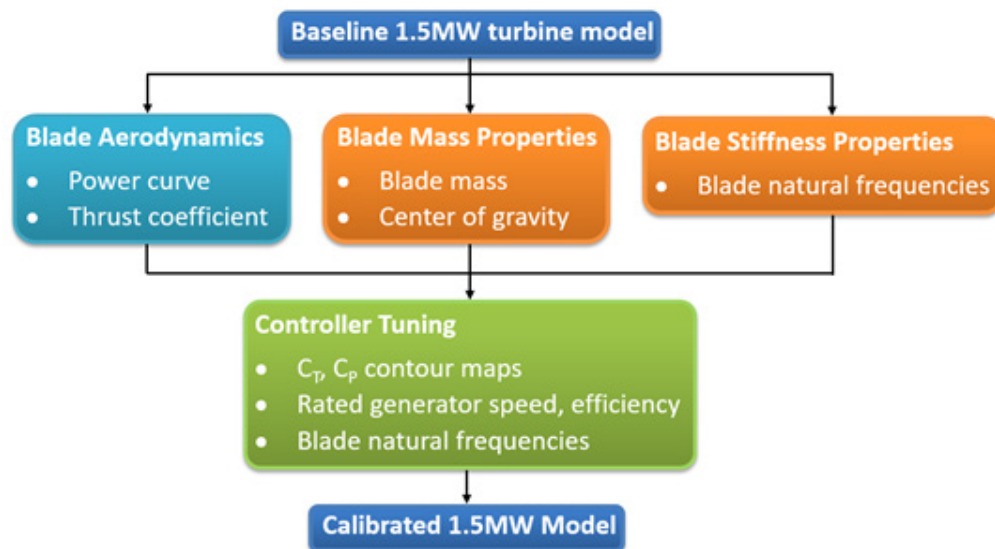 Baseline 1.5MW turbine model
Blade Aerodynamics
• Power curve
• Thrust coefficient
Blade Mass Properties
• Blade mass
• Center of gravity
Blade Stiffness Properties
• Blade natural frequencies
Controller Tuning
• C_T, C_P contour maps
• Rated generator speed, efficiency
• Blade natural frequencies
Calibrated 1.5MW Model